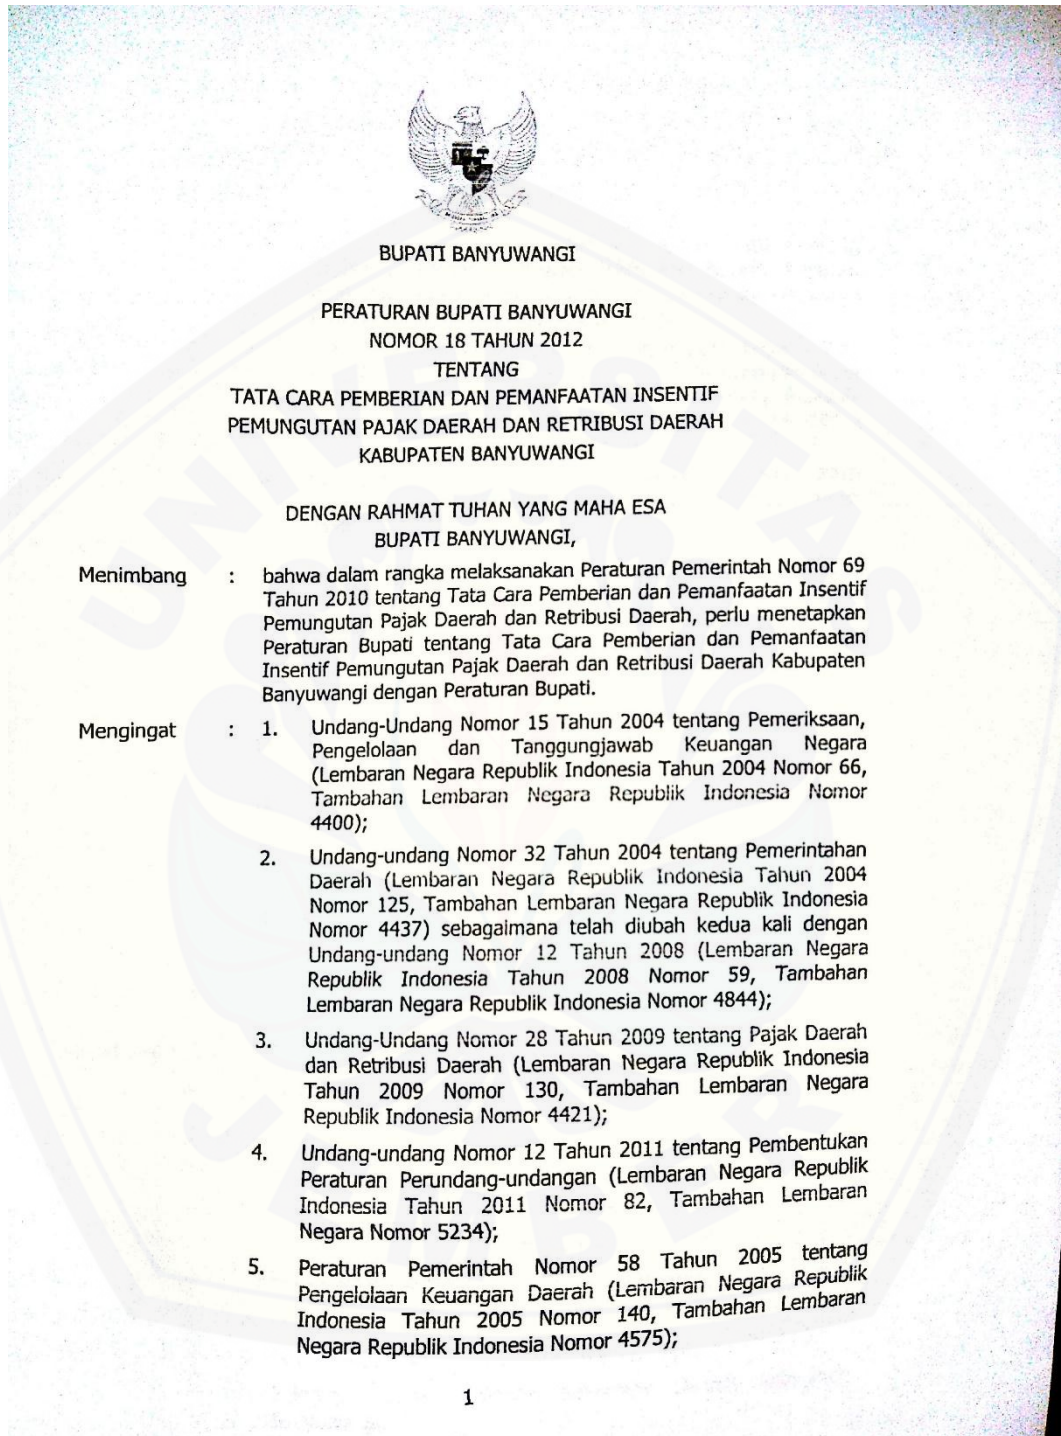 BUPATI BANYUWANGI
PERATURAN BUPATI BANYUWANGI
NOMOR 18 TAHUN 2012
TENTANG
TATA CARA PEMBERIAN DAN PEMANFAATAN INSENTIF
PEMUNGUTAN PAJAK DAERAH DAN RETRIBUSI DAERAH
KABUPATEN BANYUWANGI
DENGAN RAHMAT TUHAN YANG MAHA ESA
BUPATI BANYUWANGI,
Menimbang : bahwa dalam rangka melaksanakan Peraturan Pemerintah Nomor 69
Tahun 2010 tentang Tata Cara Pemberian dan Pemanfaatan Insentif
Pemungutan Pajak Daerah dan Retribusi Daerah, perlu menetapkan
Peraturan Bupati tentang Tata Cara Pemberian dan Pemanfaatan
Insentif Pemungutan Pajak Daerah dan Retribusi Daerah Kabupaten
Banyuwangi dengan Peraturan Bupati.
Mengingat : 1. Undang-Undang Nomor 15 Tahun 2004 tentang Pemeriksaan,
Pengelolaan dan Tanggungjawab Keuangan Negara
(Lembaran Negara Republik Indonesia Tahun 2004 Nomor 66,
Tambahan Lembaran Negara Republik Indonesia Nomor
4400);
2. Undang-undang Nomor 32 Tahun 2004 tentang Pemerintahan
Daerah (Lembaran Negara Republik Indonesia Tahun 2004
Nomor 125, Tambahan Lembaran Negara Republik Indonesia
Nomor 4437) sebagaimana telah diubah kedua kali dengan
Undang-undang Nomor 12 Tahun 2008 (Lembaran Negara
Republik Indonesia Tahun 2008 Nomor 59, Tambahan
Lembaran Negara Republik Indonesia Nomor 4844);
3. Undang-Undang Nomor 28 Tahun 2009 tentang Pajak Daerah
dan Retribusi Daerah (Lembaran Negara Republik Indonesia
Tahun 2009 Nomor 130, Tambahan Lembaran Negara
Republik Indonesia Nomor 4421);
4. Undang-undang Nomor 12 Tahun 2011 tentang Pembentukan
Peraturan Perundang-undangan (Lembaran Negara Republik
Indonesia Tahun 2011 Nomor 82, Tambahan Lembaran
Negara Nomor 5234);
5. Peraturan Pemerintah Nomor 58 Tahun 2005 tentang
Pengelolaan Keuangan Daerah (Lembaran Negara Republik
Indonesia Tahun 2005 Nomor 140, Tambahan Lembaran
Negara Republik Indonesia Nomor 4575);
1
UNIVERSITAS
JEMBER